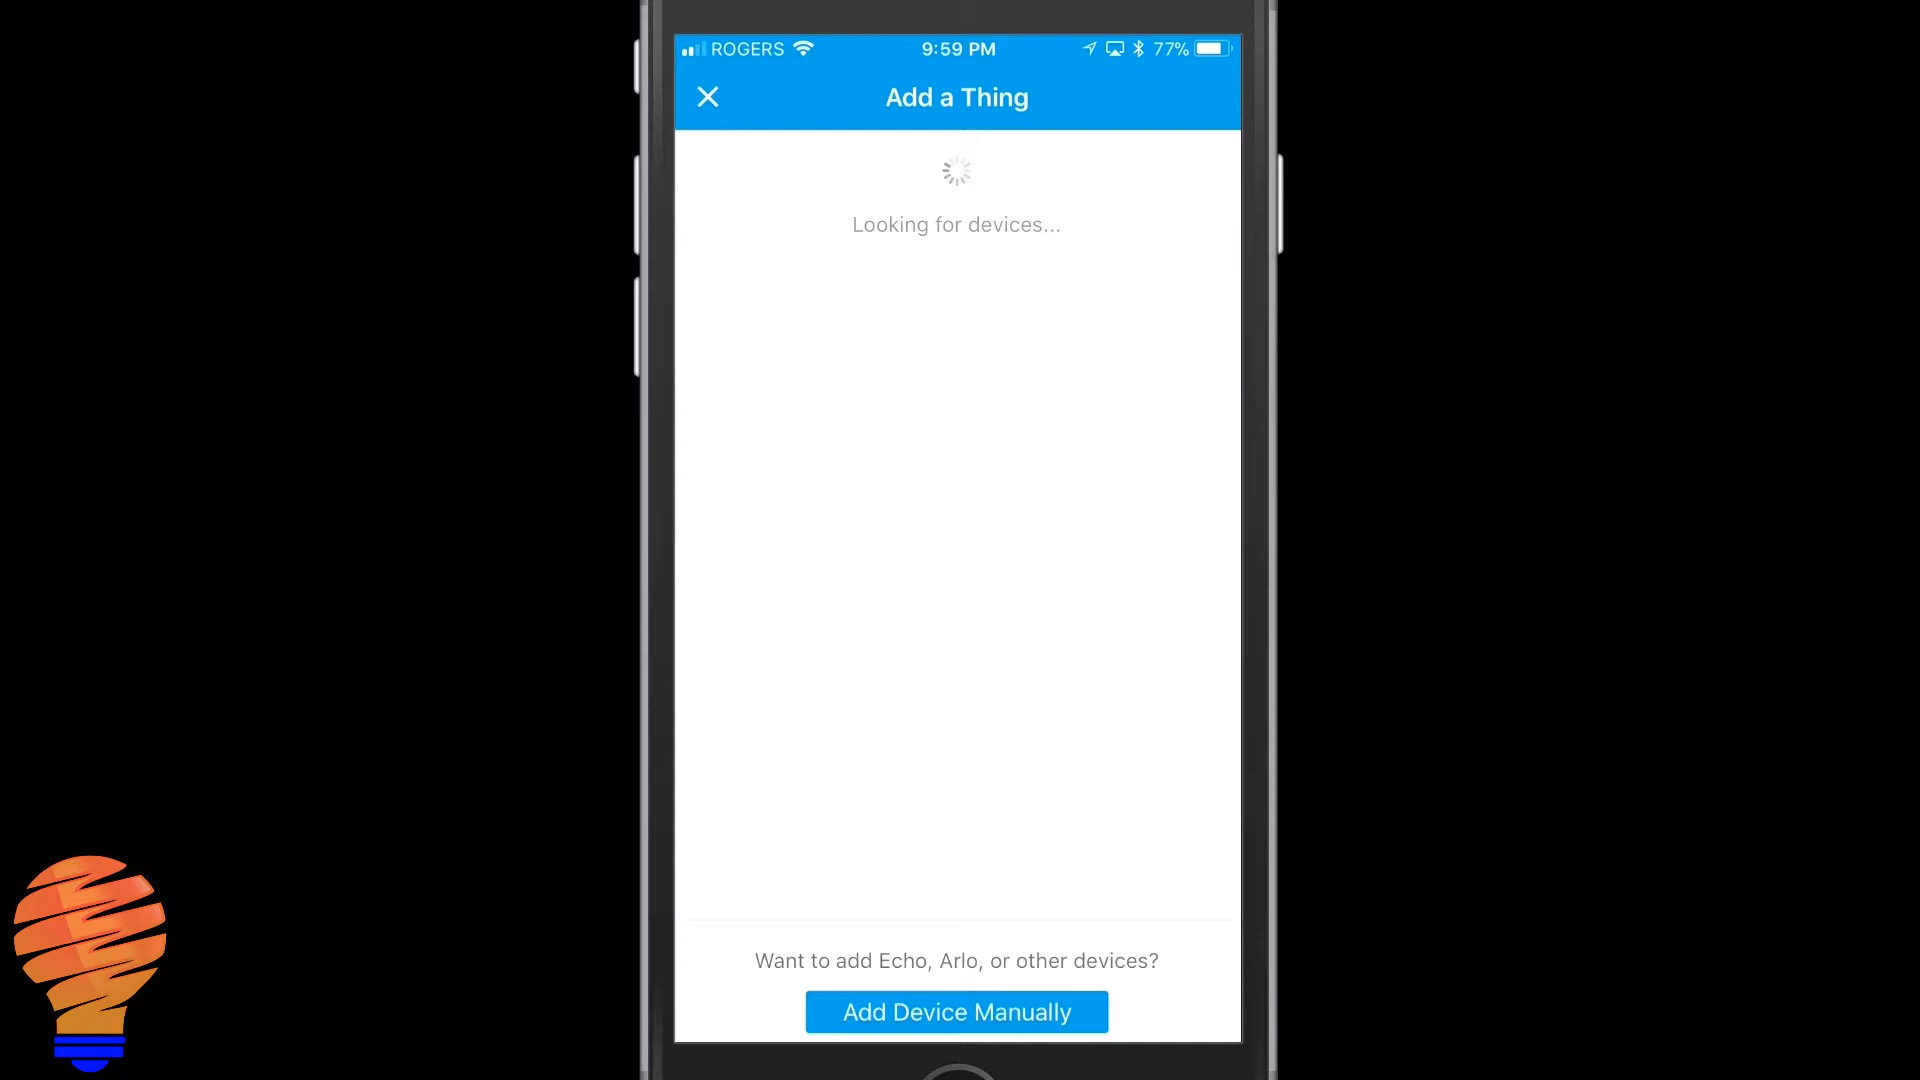 ROGERS 9:59 PM 77%
Add a Thing
Looking for devices...
Want to add Echo, Arlo, or other devices?
Add Device Manually